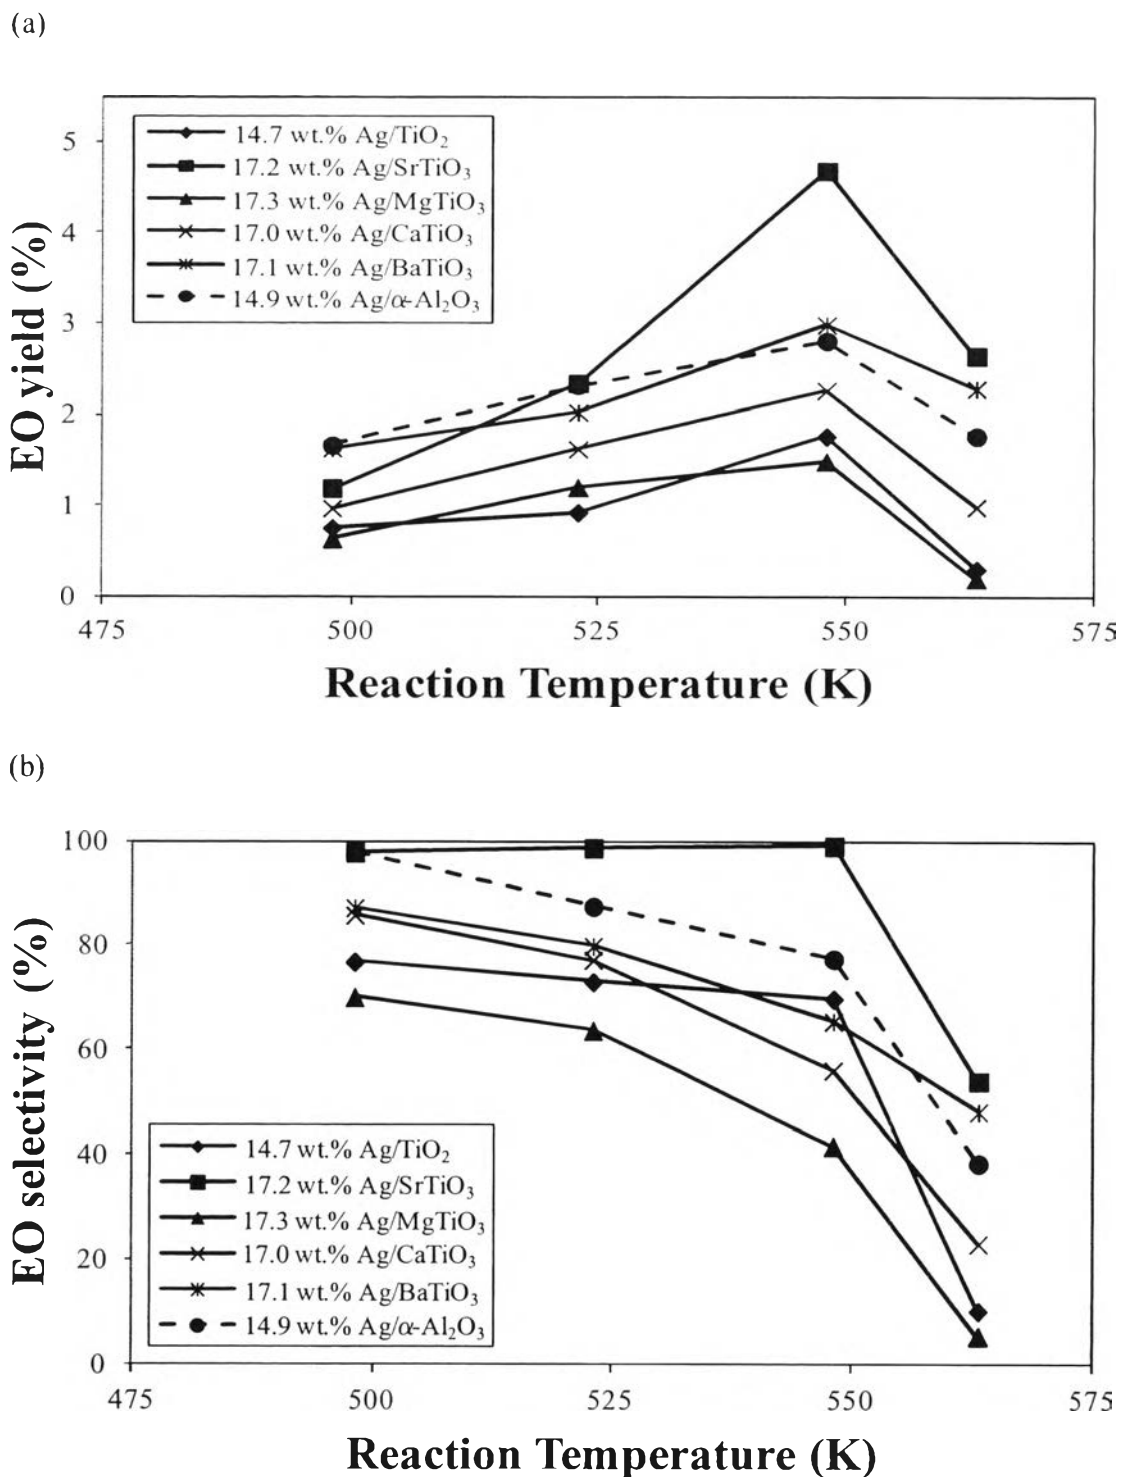 (a)
EO yield (%)
5
4
3
2
1
0
14.7 wt.% Ag/TiO₂
17.2 wt.% Ag/SrTiO₃
17.3 wt.% Ag/MgTiO₃
17.0 wt.% Ag/CaTiO₃
17.1 wt.% Ag/BaTiO₃
14.9 wt.% Ag/α-Al₂O₃
475 500 525 550 575
Reaction Temperature (K)
(b)
EO selectivity (%)
100
80
60
40
20
0
14.7 wt.% Ag/TiO₂
17.2 wt.% Ag/SrTiO₃
17.3 wt.% Ag/MgTiO₃
17.0 wt.% Ag/CaTiO₃
17.1 wt.% Ag/BaTiO₃
14.9 wt.% Ag/α-Al₂O₃
475 500 525 550 575
Reaction Temperature (K)